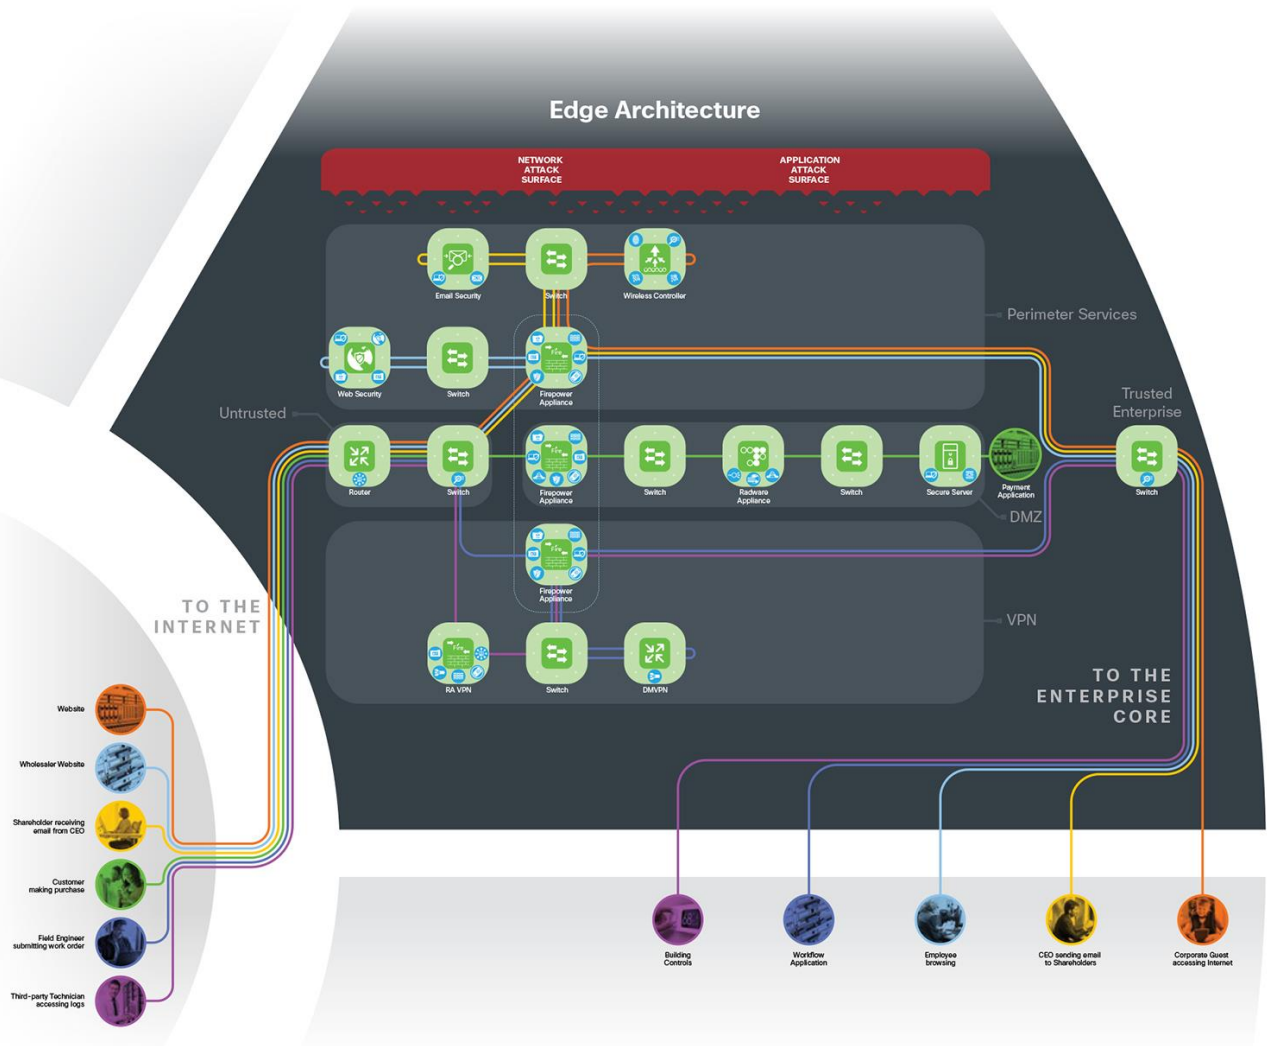 Edge Architecture
NETWORK
ATTACK
SURFACE
APPLICATION
ATTACK
SURFACE
Email Security
Switch
Wireless Controller
Perimeter Services
Web Security
Switch
Firepower
Appliance
Untrusted
Trusted
Enterprise
Router
Switch
Firepower
Appliance
Switch
Radware
Appliance
Switch
Secure Server
Payment
Application
Switch
DMZ
Firepower
Appliance
TO THE
INTERNET
VPN
RA VPN
Switch
DMVPN
TO THE
ENTERPRISE
CORE
Website
Wholesaler Website
Shareholder receiving
email from CEO
Customer
making purchase
Field Engineer
submitting work order
Third-party Technician
accessing logs
Building
Controls
Workflow
Application
Employee
browsing
CEO sending email
to Shareholders
Corporate Guest
accessing Internet